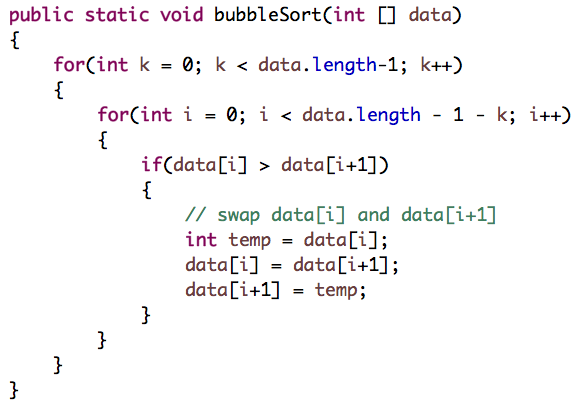 public static void bubbleSort(int [] data)
{
    for(int k = 0; k < data.length-1; k++)
    {
        for(int i = 0; i < data.length - 1 - k; i++)
        {
            if(data[i] > data[i+1])
            {
                // swap data[i] and data[i+1]
                int temp = data[i];
                data[i] = data[i+1];
                data[i+1] = temp;
            }
        }
    }
}